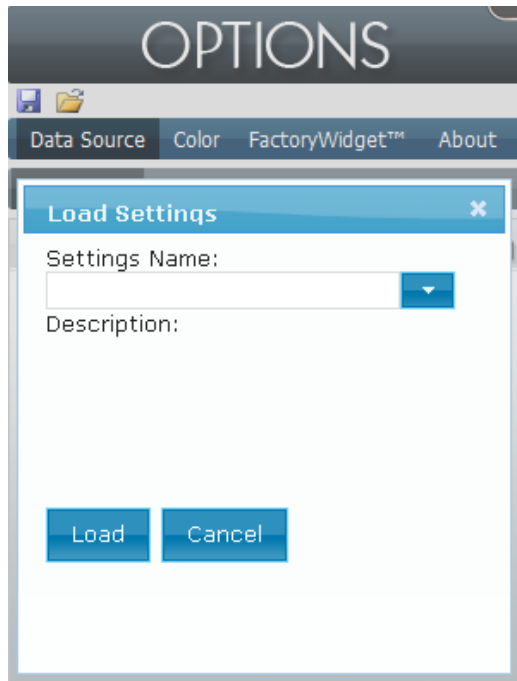 OPTIONS
Data Source Color FactoryWidget™ About
Load Settings
Settings Name:
Description:
Load Cancel